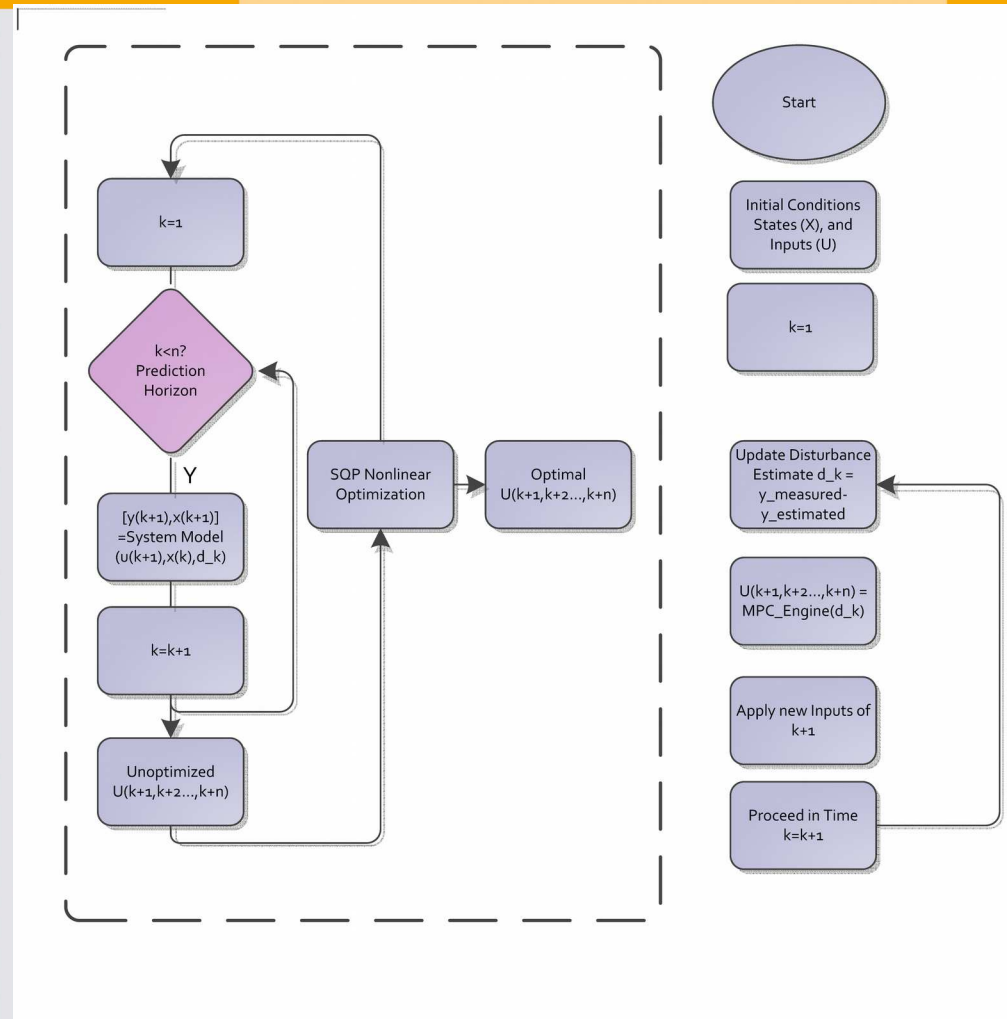 k=1
k<n?
Prediction
Horizon
Y
[y(k+1),x(k+1)]
=System Model
(u(k+1),x(k),d_k)
k=k+1
Unoptimized
U(k+1,k+2...,k+n)
SQP Nonlinear
Optimization
Optimal
U(k+1,k+2...,k+n)
Start
Initial Conditions
States (X), and
Inputs (U)
k=1
Update Disturbance
Estimate d_k =
y_measured-
y_estimated
U(k+1,k+2...,k+n) =
MPC_Engine(d_k)
Apply new Inputs of
k+1
Proceed in Time
k=k+1